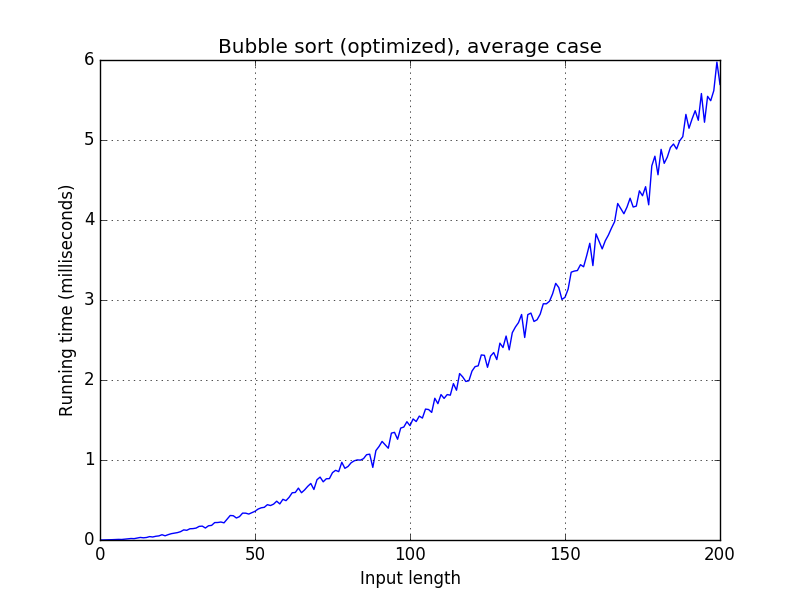 Bubble sort (optimized), average case
6
5
4
3
2
1
0
Running time (milliseconds)
0 50 100 150 200
Input length